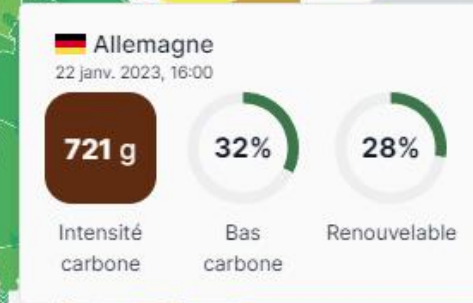 Allemagne
22 janv. 2023, 16:00
721 g
32%
28%
Intensité
carbone
Bas
carbone
Renouvelable